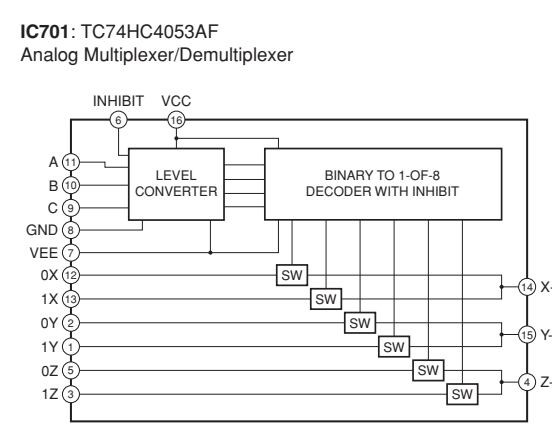 IC701: TC74HC4053AF
Analog Multiplexer/Demultiplexer
INHIBIT VCC
6 16
A 11
B 10
C 9
GND 8
VEE 7
0X 12
1X 13
0Y 2
1Y 1
0Z 5
1Z 3
LEVEL
CONVERTER
BINARY TO 1-OF-8
DECODER WITH INHIBIT
SW
SW
SW
SW
SW
SW
14 X-
15 Y-
4 Z-